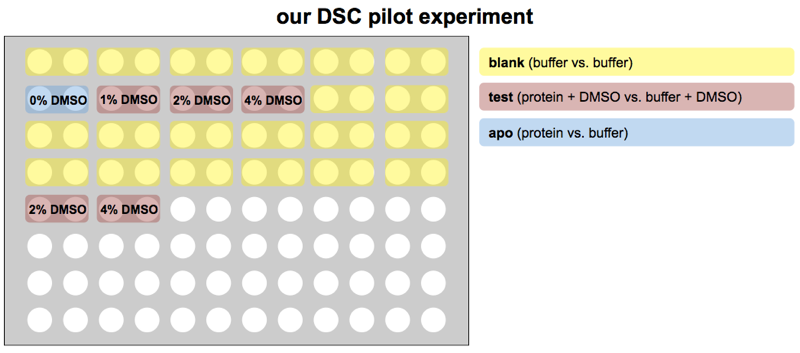 our DSC pilot experiment
blank (buffer vs. buffer)
0% DMSO 1% DMSO 2% DMSO 4% DMSO
test (protein + DMSO vs. buffer + DMSO)
apo (protein vs. buffer)
2% DMSO 4% DMSO